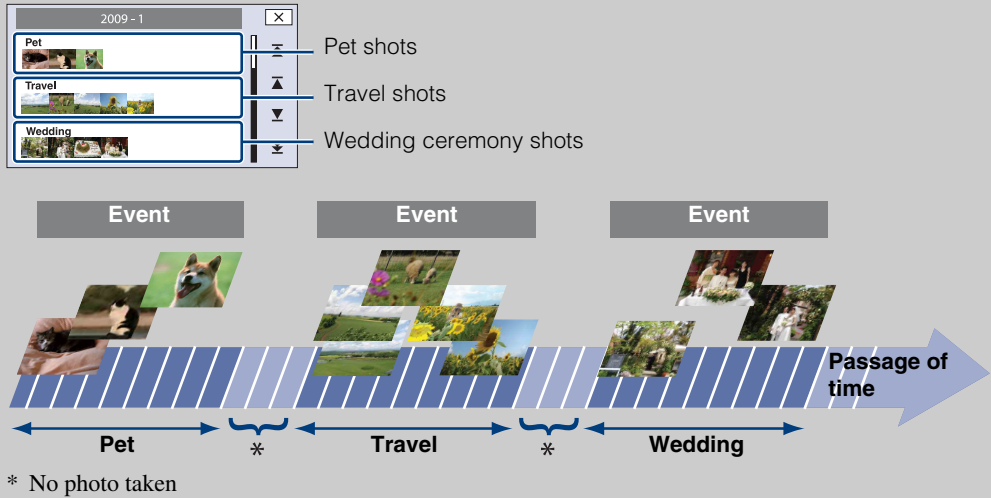 2009 - 1
Pet
Travel
Wedding
Pet shots
Travel shots
Wedding ceremony shots
Event Event Event
Passage of
time
Pet * Travel * Wedding
* No photo taken